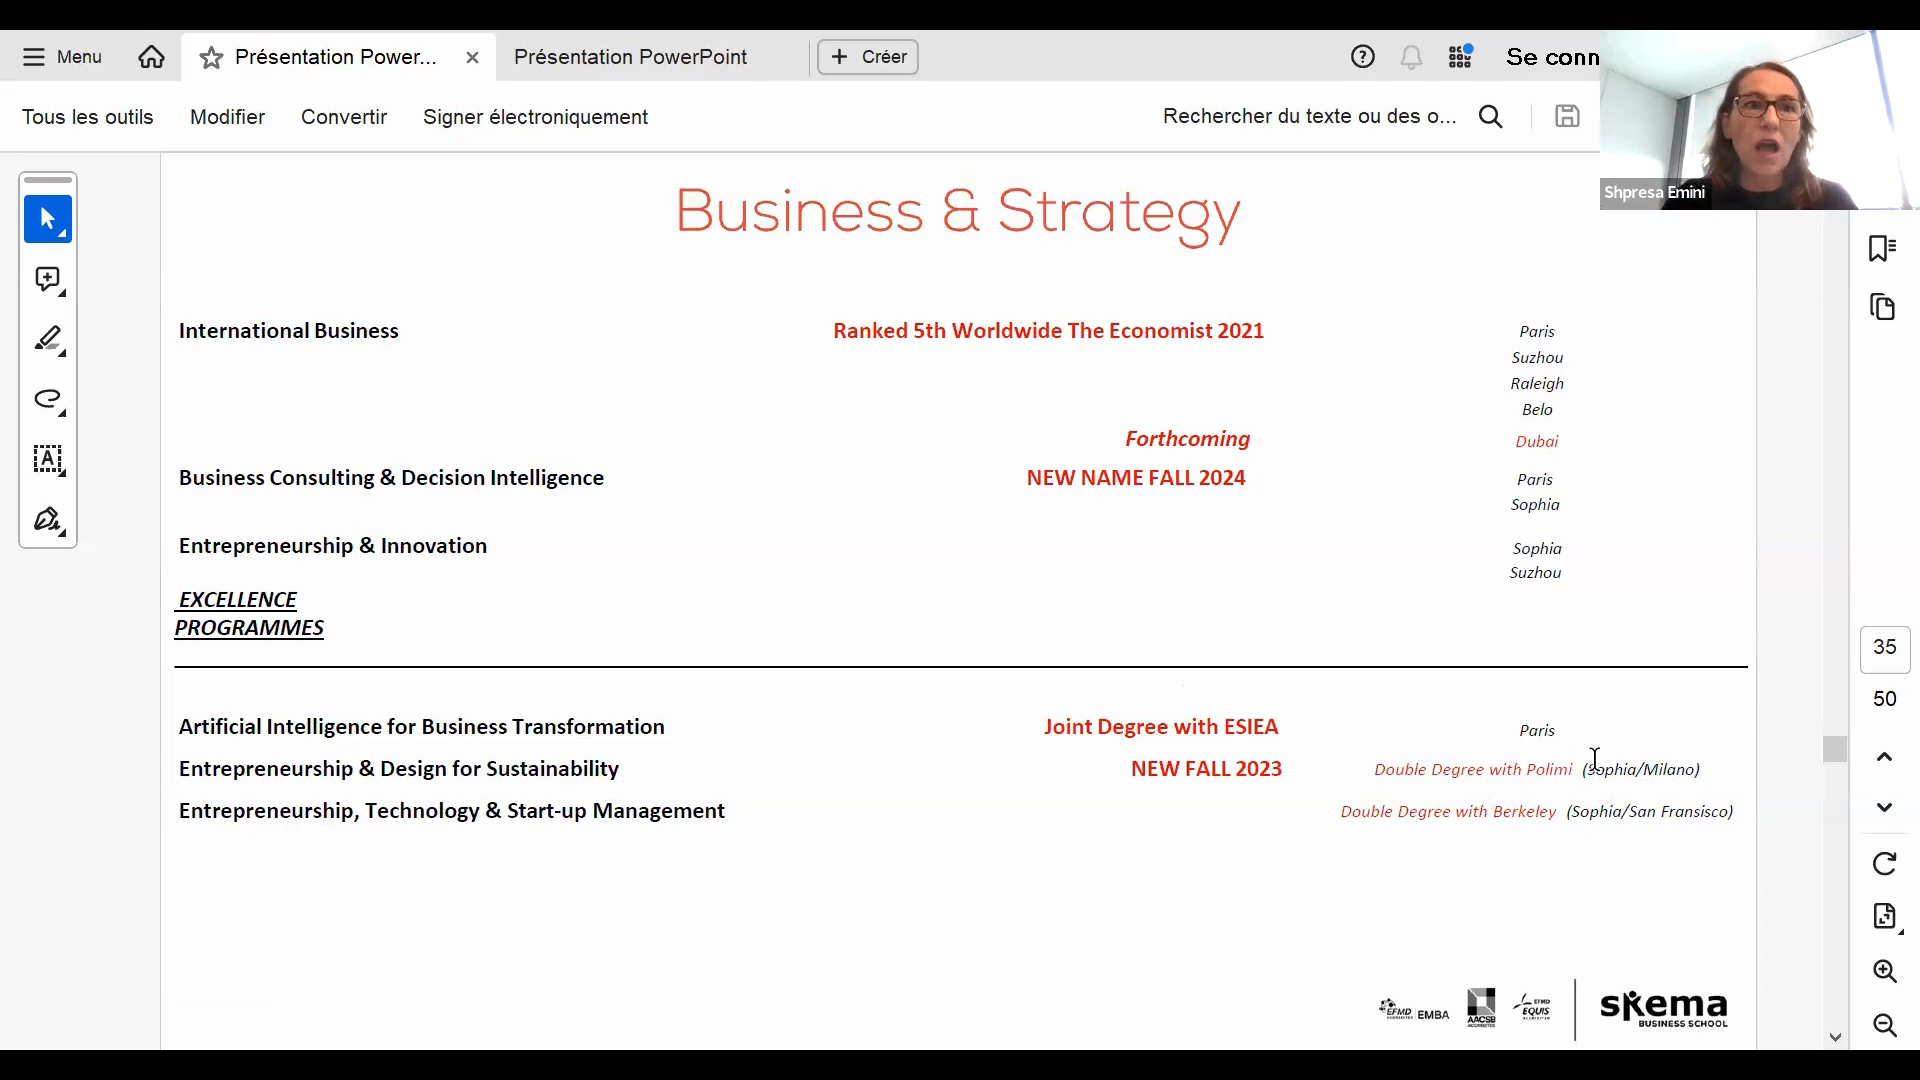 Menu
Présentation Power...
Présentation PowerPoint
Créer
Se conn
Tous les outils
Modifier
Convertir
Signer électroniquement
Rechercher du texte ou des o...
Shpresa Emini
Business & Strategy
International Business
Ranked 5th Worldwide The Economist 2021
Paris
Suzhou
Raleigh
Belo
Forthcoming
Dubai
Business Consulting & Decision Intelligence
NEW NAME FALL 2024
Paris
Sophia
Entrepreneurship & Innovation
Sophia
Suzhou
EXCELLENCE
PROGRAMMES
35
50
Artificial Intelligence for Business Transformation
Joint Degree with ESIEA
Paris
Entrepreneurship & Design for Sustainability
NEW FALL 2023
Double Degree with Polimi (Sophia/Milano)
Entrepreneurship, Technology & Start-up Management
Double Degree with Berkeley (Sophia/San Fransisco)
EFMD
EMBA
AACSB
EFMD
EQUIS
skema
BUSINESS SCHOOL